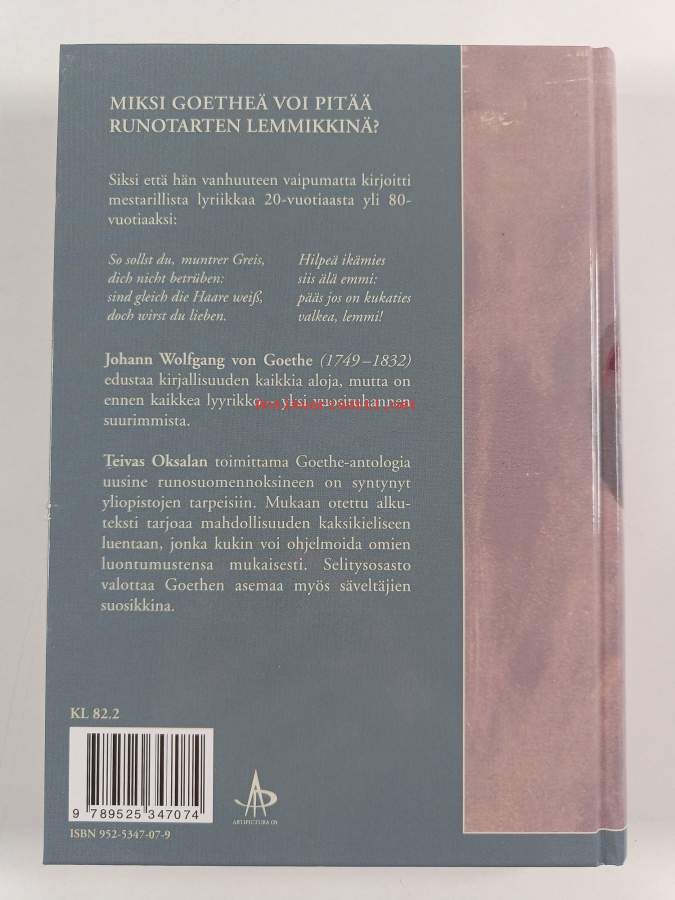 MIKSI GOETHEÄ VOI PITÄÄ
RUNOTARTEN LEMMIKKINÄ?
Siksi että hän vanhuuteen vaipumatta kirjoitti
mestarillista lyriikkaa 20-vuotiaasta yli 80-
vuotiaaksi:
So sollst du, muntrer Greis,
dich nicht betrüben:
sind gleich die Haare weiß,
doch wirst du lieben.
Hilpeä ikämies
siis älä emmi:
pääs jos on kukaties
valkea, lemmi!
Johann Wolfgang von Goethe (1749–1832)
edustaa kirjallisuuden kaikkia aloja, mutta on
ennen kaikkea lyyrikko yksi vuosituhannen
suurimmista.
Teivas Oksalan toimittama Goethe-antologia
uusine runosuomennoksineen on syntynyt
yliopistojen tarpeisiin. Mukaan otettu alku-
teksti tarjoaa mahdollisuuden kaksikieliseen
luentaan, jonka kukin voi ohjelmoida omien
luontumustensa mukaisesti. Selitysosasto
valottaa Goethen asemaa myös säveltäjien
suosikkina.
KL 82.2
9 789525 347074
ISBN 952-5347-07-9
ARTIPICTURA OY